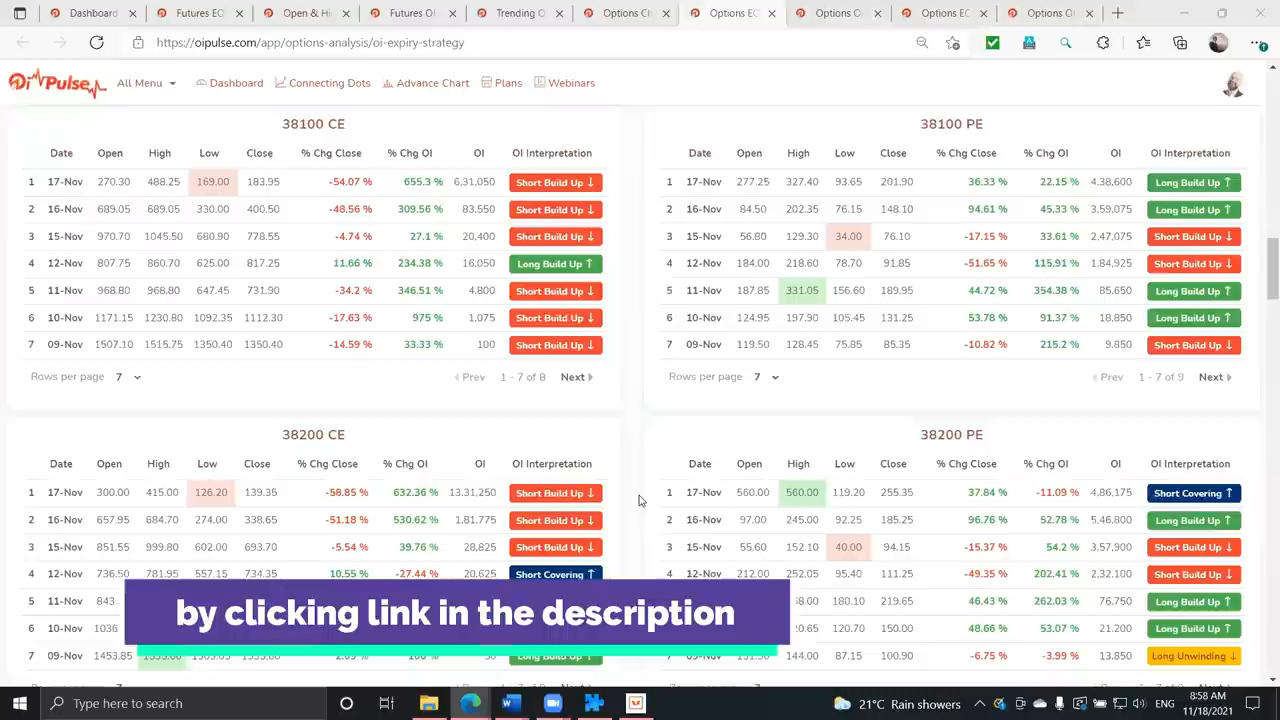 Dashboard
Futures EO
Open & Hi
Futures OI
Trending O
Options Ch
Options EC
Options O
Options EO
Options Ch
https://oipulse.com/app/options-analysis/oi-expiry-strategy
Oi Pulse All Menu Dashboard Connecting Dots Advance Chart Plans Webinars
38100 CE
Date Open High Low Close % Chg Close % Chg OI OI OI Interpretation
1 17-Nov 270.30 488.25 169.00 183.95 -54.07 % 655.3 % 6,31,050 Short Build Up ↓
2 16-Nov 689.05 689.05 330.00 400.50 -48.56 % 309.56 % 83,550 Short Build Up ↓
3 15-Nov 970.70 1045.50 680.90 778.55 -4.74 % 27.1 % 20,400 Short Build Up ↓
4 12-Nov 807.75 860.70 625.00 817.25 11.66 % 234.38 % 16,050 Long Build Up ↑
5 11-Nov 968.80 968.80 647.45 731.90 -34.2 % 346.51 % 4,800 Short Build Up ↓
6 10-Nov 1171.15 1230.80 1092.35 1112.30 -17.63 % 975 % 1,075 Short Build Up ↓
7 09-Nov 1507.10 1515.75 1350.40 1350.40 -14.59 % 33.33 % 100 Short Build Up ↓
Rows per page 7 Prev 1 - 7 of 8 Next
38100 PE
Date Open High Low Close % Chg Close % Chg OI OI OI Interpretation
1 17-Nov 277.25 327.40 93.65 201.90 36.33 % 22.15 % 4,38,600 Long Build Up ↑
2 16-Nov 84.50 202.35 76.15 148.10 94.61 % 45.33 % 3,59,075 Long Build Up ↑
3 15-Nov 56.80 129.30 34.00 76.10 -17.15 % 33.61 % 2,47,075 Short Build Up ↓
4 12-Nov 184.00 218.60 78.70 91.85 -51.65 % 115.91 % 1,84,925 Short Build Up ↓
5 11-Nov 187.85 331.05 156.60 189.95 44.72 % 354.38 % 85,650 Long Build Up ↑
6 10-Nov 124.95 197.90 105.45 131.25 53.78 % 91.37 % 18,850 Long Build Up ↑
7 09-Nov 119.50 128.45 75.85 85.35 -10.82 % 215.2 % 9,850 Short Build Up ↓
Rows per page 7 Prev 1 - 7 of 9 Next
38200 CE
Date Open High Low Close % Chg Close % Chg OI OI OI Interpretation
1 17-Nov 300.00 415.00 126.20 139.35 -58.85 % 632.36 % 13,31,250 Short Build Up ↓
2 16-Nov 657.95 684.70 274.00 338.65 -51.18 % 530.62 % 1,81,775 Short Build Up ↓
3 15-Nov 851.55 999.80 602.00 693.70 -5.54 % 39.76 % 28,825 Short Build Up ↓
4 12-Nov 736.50 781.95 557.15 734.35 10.55 % -27.44 % Short Covering ↑
5 11-Nov 843.
6 10-Nov 1036
7 09-Nov 1453.85
38200 PE
Date Open High Low Close % Chg Close % Chg OI OI OI Interpretation
1 17-Nov 560.00 560.00 119.20 255.35 37.84 % -11.09 % 4,86,175 Short Covering ↑
2 16-Nov 97.00 245.00 92.25 185.25 96.76 % 52.78 % 5,46,800 Long Build Up ↑
3 15-Nov 55.60 152.10 40.00 94.15 -15.37 % 54.2 % 3,57,900 Short Build Up ↓
4 12-Nov 212.00 252.05 95.40 111.25 -49.35 % 202.41 % 2,32,100 Short Build Up ↓
180.10 219.65 46.43 % 262.03 % 76,750 Long Build Up ↑
120.70 150.00 48.66 % 53.07 % 21,200 Long Build Up ↑
144.00 87.15 100.90 -6.75 % -3.99 % 13,850 Long Unwinding ↓
by clicking link in the description
Type here to search
21°C Rain showers
8:58 AM
11/18/2021